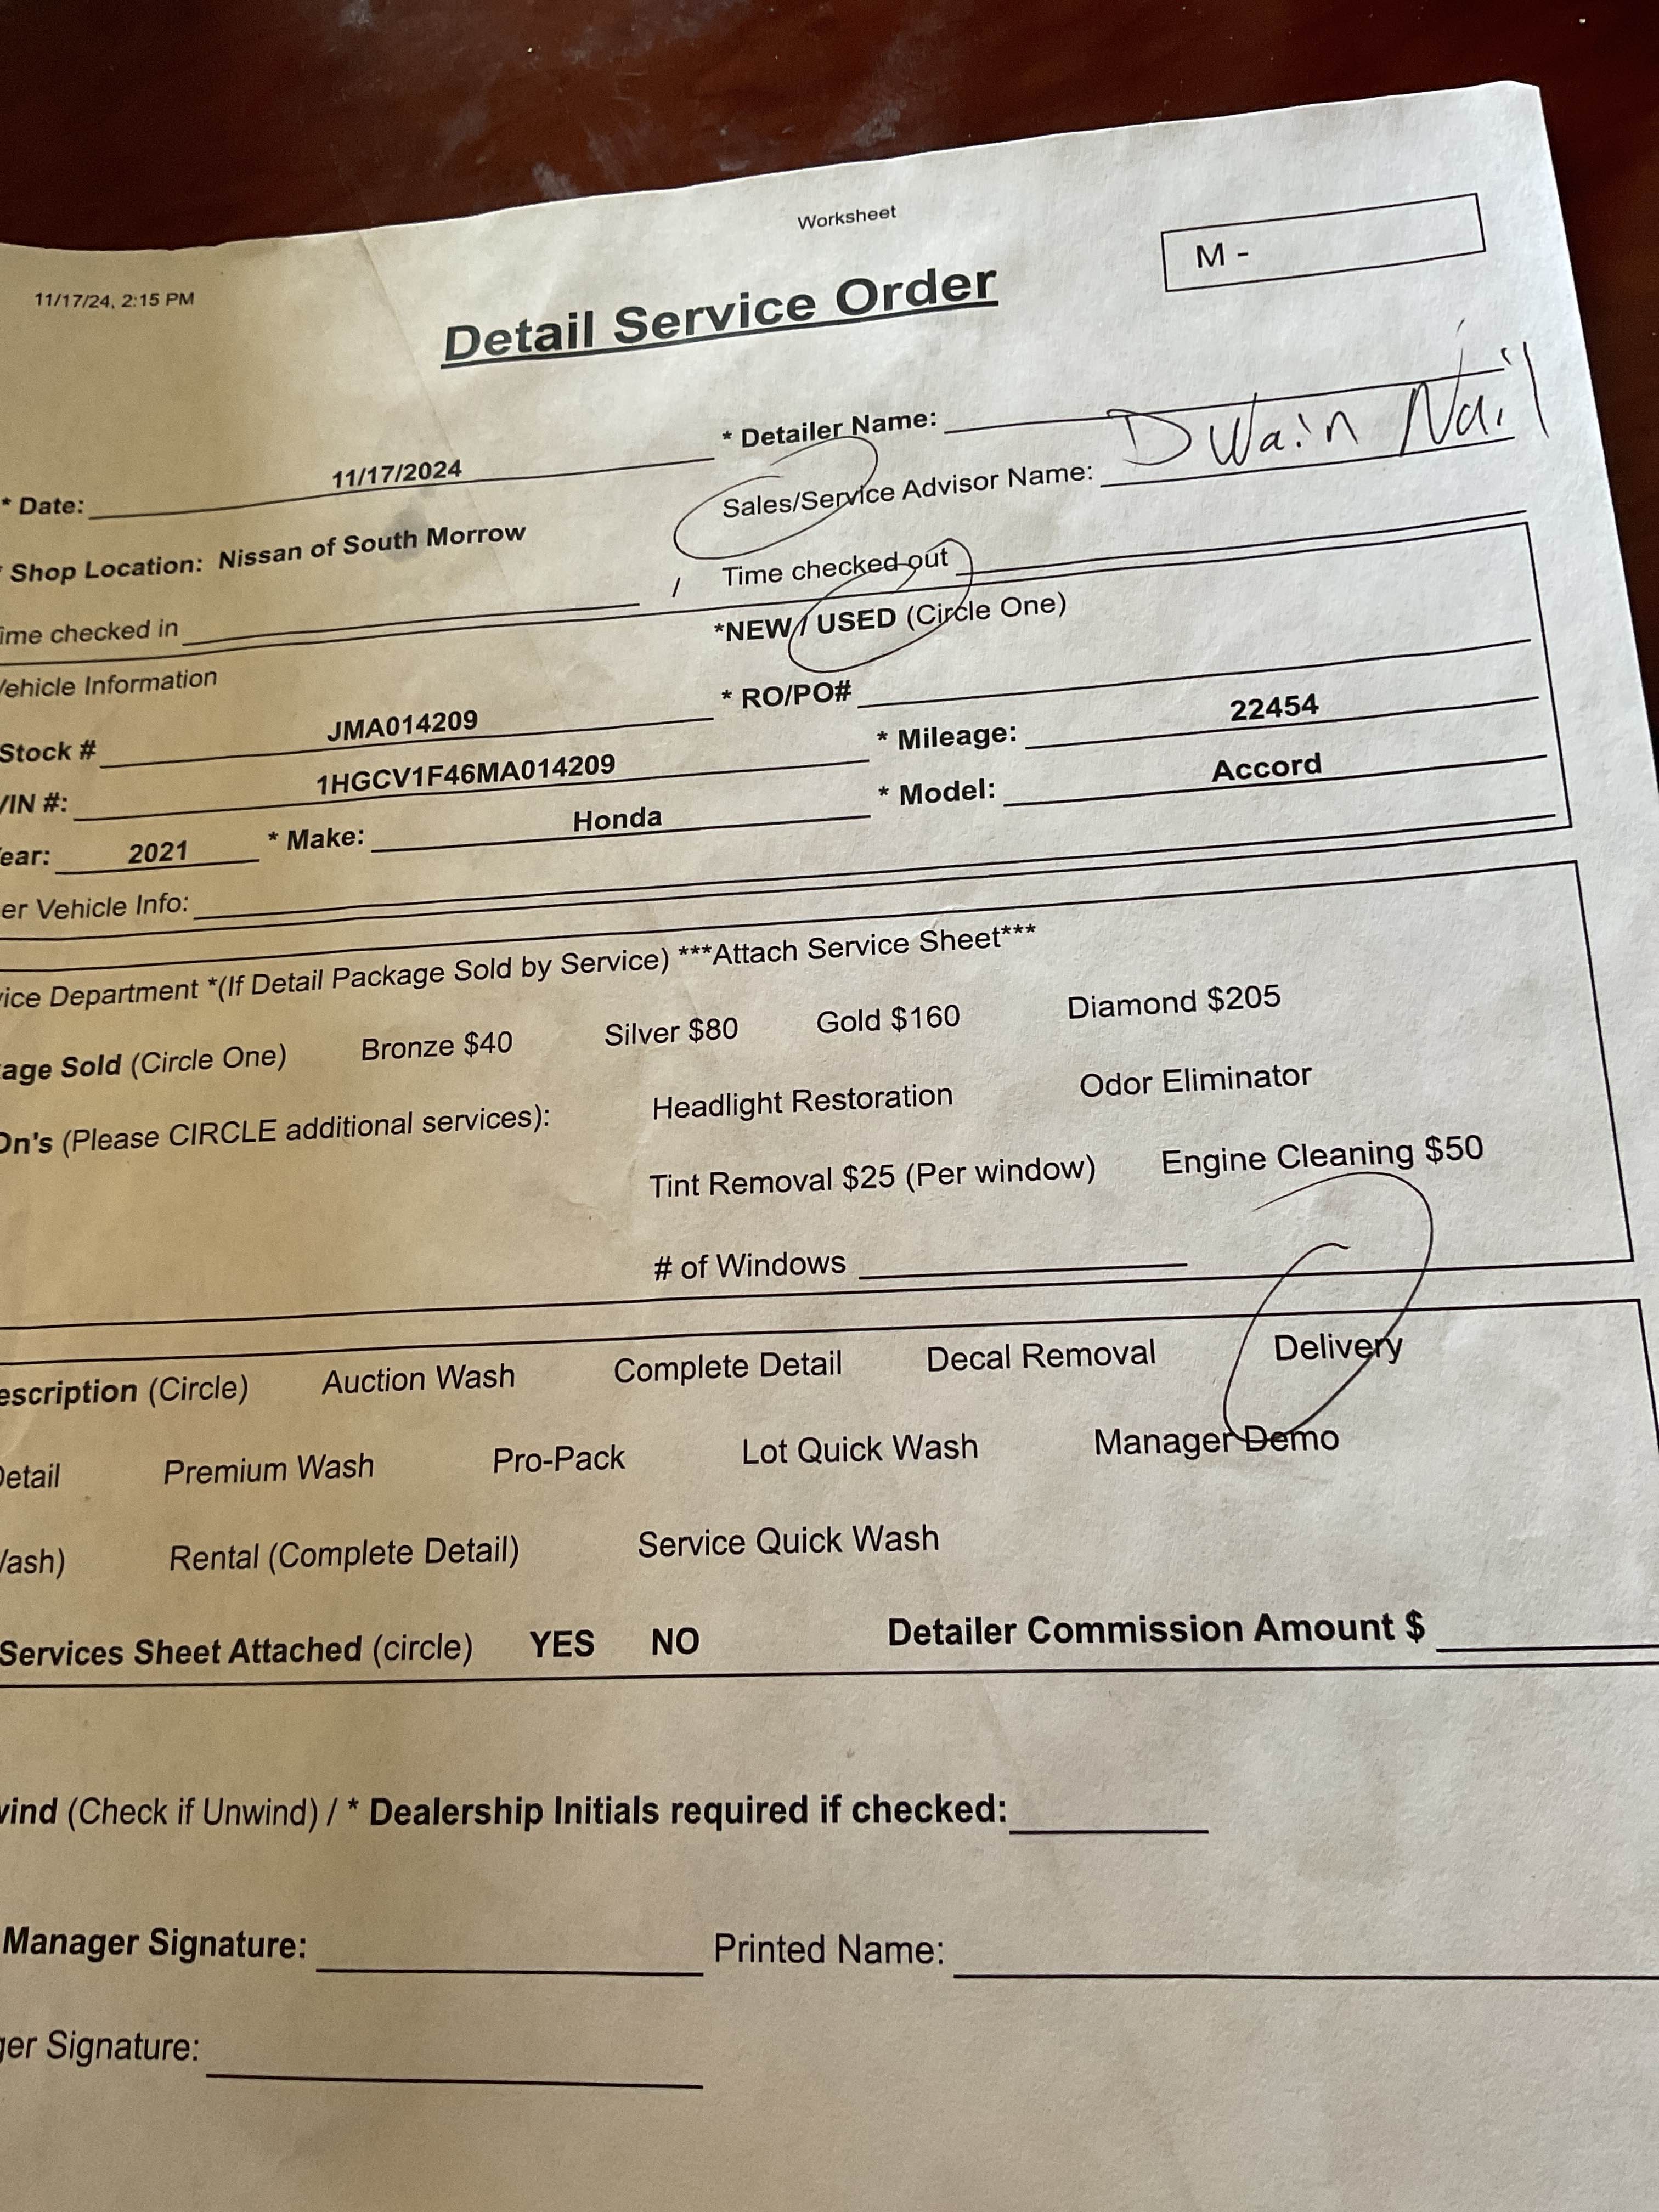 Worksheet
11/17/24, 2:15 PM
M -
Detail Service Order
* Detailer Name:
Dwain Nail
* Date: 11/17/2024
Sales/Service Advisor Name:
* Shop Location: Nissan of South Morrow
ime checked in / Time checked out
Vehicle Information *NEW / USED (Circle One)
Stock # JMA014209 * RO/PO#
VIN #: 1HGCV1F46MA014209 * Mileage: 22454
ear: 2021 * Make: Honda * Model: Accord
er Vehicle Info:
vice Department *(If Detail Package Sold by Service) ***Attach Service Sheet***
age Sold (Circle One) Bronze $40 Silver $80 Gold $160 Diamond $205
On's (Please CIRCLE additional services): Headlight Restoration Odor Eliminator
Tint Removal $25 (Per window) Engine Cleaning $50
# of Windows
escription (Circle) Auction Wash Complete Detail Decal Removal Delivery
Detail Premium Wash Pro-Pack Lot Quick Wash Manager Demo
Wash) Rental (Complete Detail) Service Quick Wash
Services Sheet Attached (circle) YES NO Detailer Commission Amount $
wind (Check if Unwind) / * Dealership Initials required if checked:
Manager Signature: Printed Name:
ger Signature: